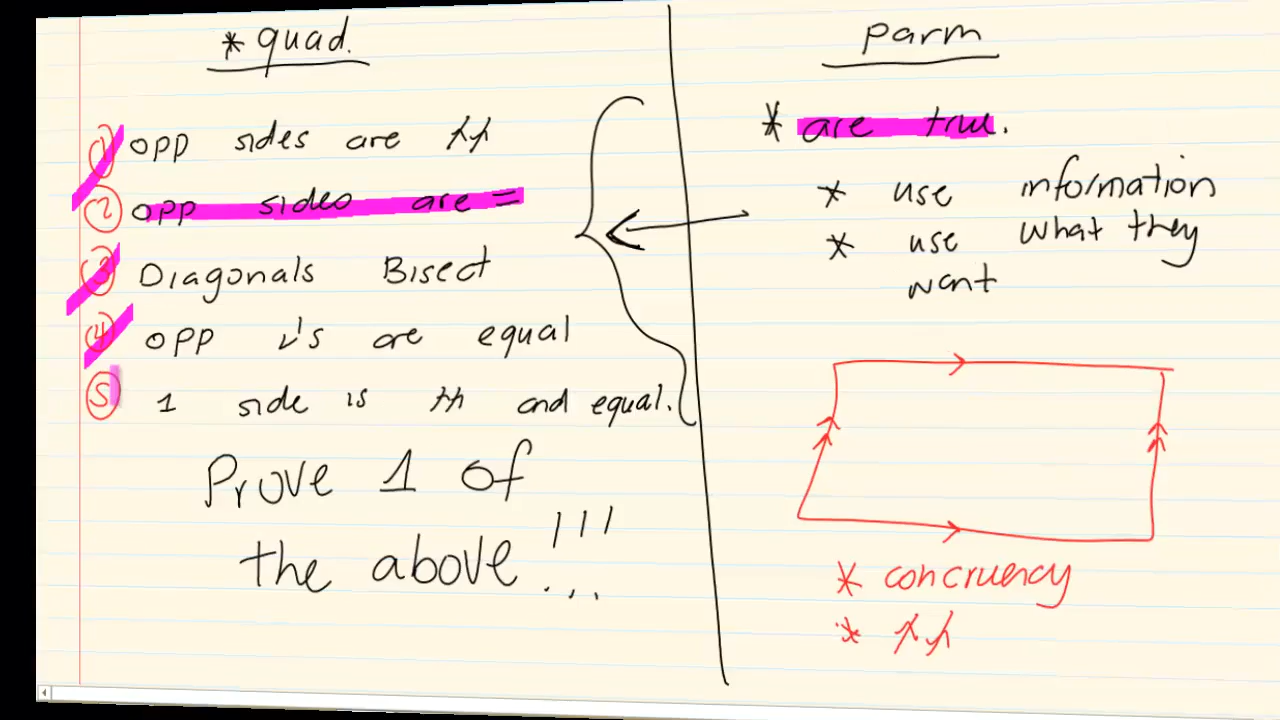 * quad.
① opp sides are //
② opp sides are =
③ Diagonals Bisect
④ opp ∠'s are equal
⑤ 1 side is // and equal.
Prove 1 of
the above!!!
parm
* are true.
* use information
* use what they
want
* concruency
* //